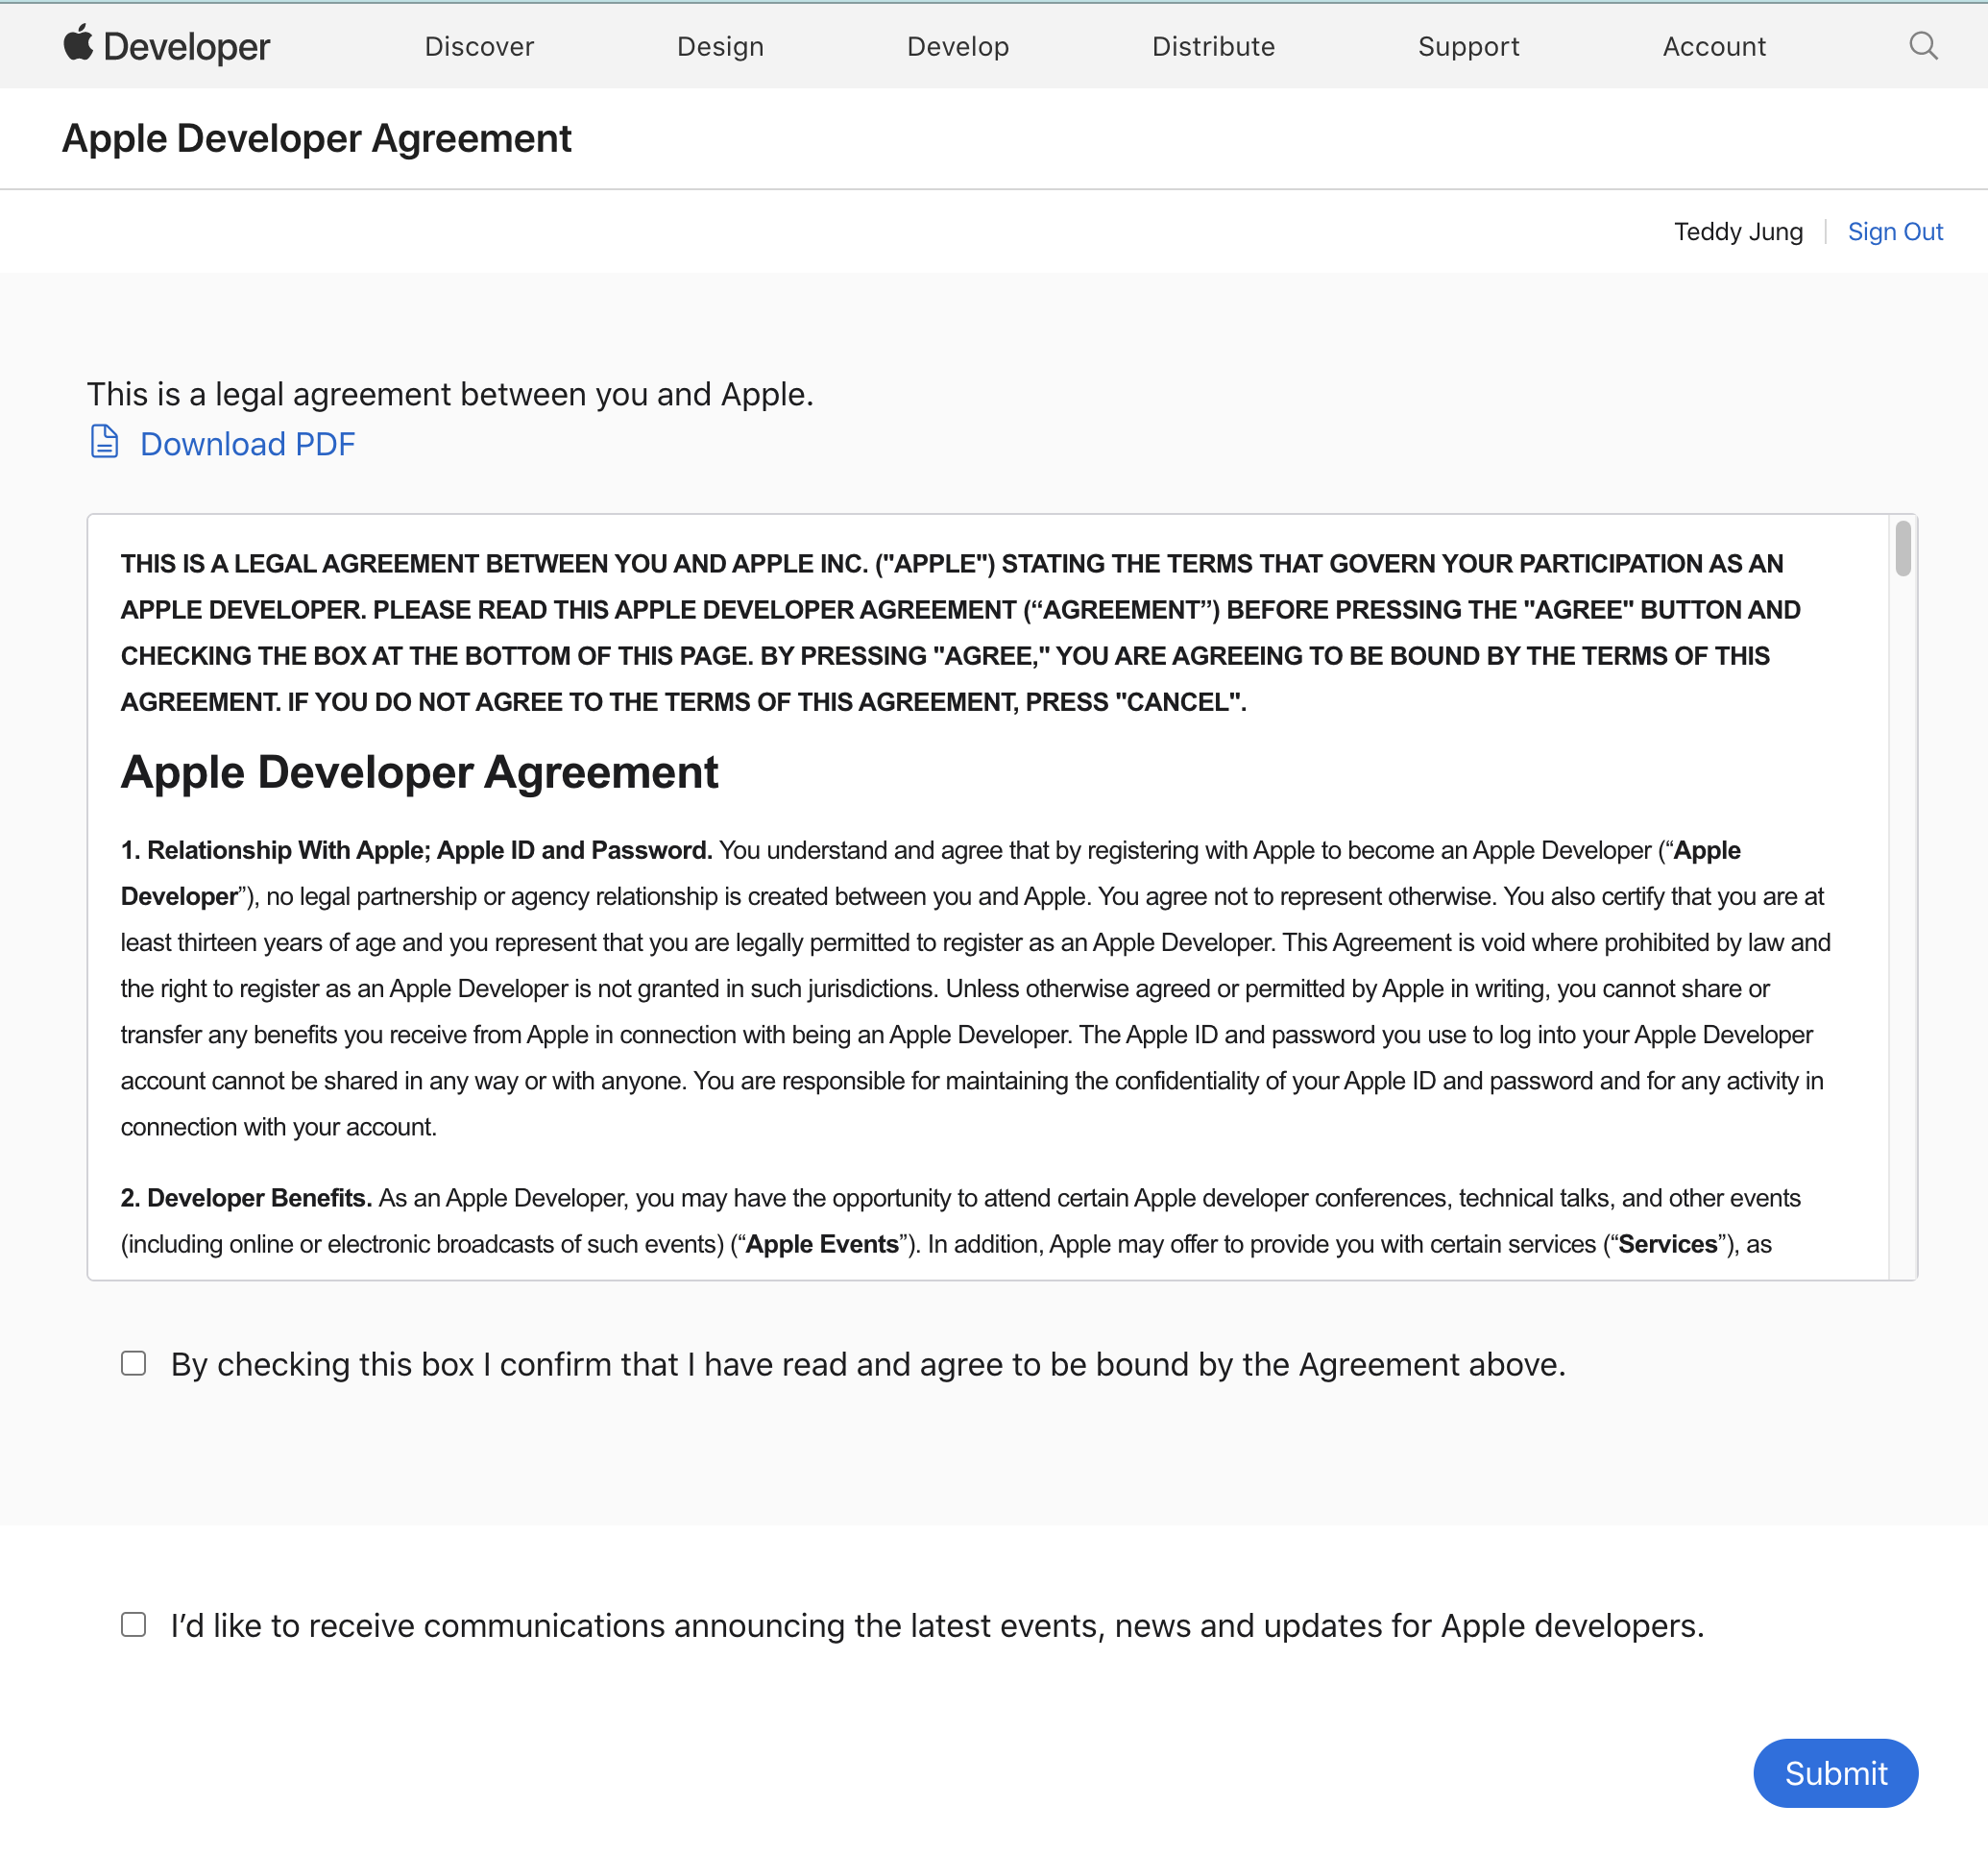 Developer
Discover
Design
Develop
Distribute
Support
Account
Apple Developer Agreement
Teddy Jung
Sign Out
This is a legal agreement between you and Apple.
Download PDF
THIS IS A LEGAL AGREEMENT BETWEEN YOU AND APPLE INC. ("APPLE") STATING THE TERMS THAT GOVERN YOUR PARTICIPATION AS AN
APPLE DEVELOPER. PLEASE READ THIS APPLE DEVELOPER AGREEMENT (“AGREEMENT”) BEFORE PRESSING THE "AGREE" BUTTON AND
CHECKING THE BOX AT THE BOTTOM OF THIS PAGE. BY PRESSING "AGREE," YOU ARE AGREEING TO BE BOUND BY THE TERMS OF THIS
AGREEMENT. IF YOU DO NOT AGREE TO THE TERMS OF THIS AGREEMENT, PRESS "CANCEL".
Apple Developer Agreement
1. Relationship With Apple; Apple ID and Password. You understand and agree that by registering with Apple to become an Apple Developer (“Apple
Developer”), no legal partnership or agency relationship is created between you and Apple. You agree not to represent otherwise. You also certify that you are at
least thirteen years of age and you represent that you are legally permitted to register as an Apple Developer. This Agreement is void where prohibited by law and
the right to register as an Apple Developer is not granted in such jurisdictions. Unless otherwise agreed or permitted by Apple in writing, you cannot share or
transfer any benefits you receive from Apple in connection with being an Apple Developer. The Apple ID and password you use to log into your Apple Developer
account cannot be shared in any way or with anyone. You are responsible for maintaining the confidentiality of your Apple ID and password and for any activity in
connection with your account.
2. Developer Benefits. As an Apple Developer, you may have the opportunity to attend certain Apple developer conferences, technical talks, and other events
(including online or electronic broadcasts of such events) (“Apple Events”). In addition, Apple may offer to provide you with certain services (“Services”), as
By checking this box I confirm that I have read and agree to be bound by the Agreement above.
I’d like to receive communications announcing the latest events, news and updates for Apple developers.
Submit